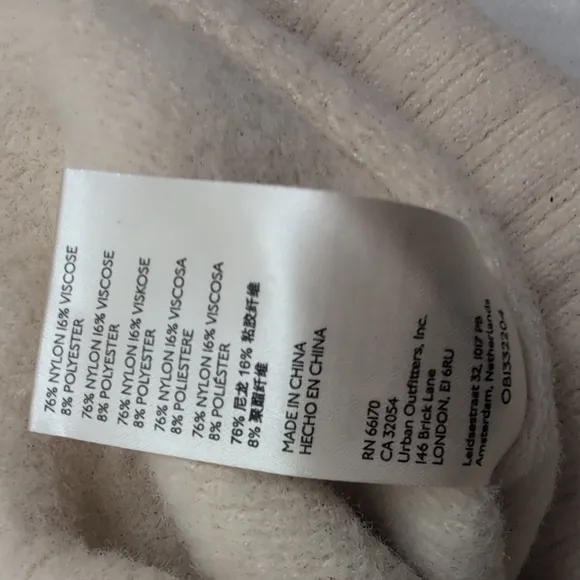 76% NYLON 16% VISCOSE
8% POLYESTER
76% NYLON 16% VISCOSE
8% POLYESTER
76% NYLON 16% VISKOSE
8% POLYESTER
76% NYLON 16% VISCOSA
8% POLIESTERE
76% NYLON 16% VISCOSA
8% POLIÉSTER
76% 尼龙 16% 粘胶纤维
8% 聚酯纤维
MADE IN CHINA
HECHO EN CHINA
RN 66170
CA 32054
Urban Outfitters, Inc.
146 Brick Lane
LONDON, E1 6RU
Leidsestraat 32, 1017 PB
Amsterdam, Netherlands
OB1332204